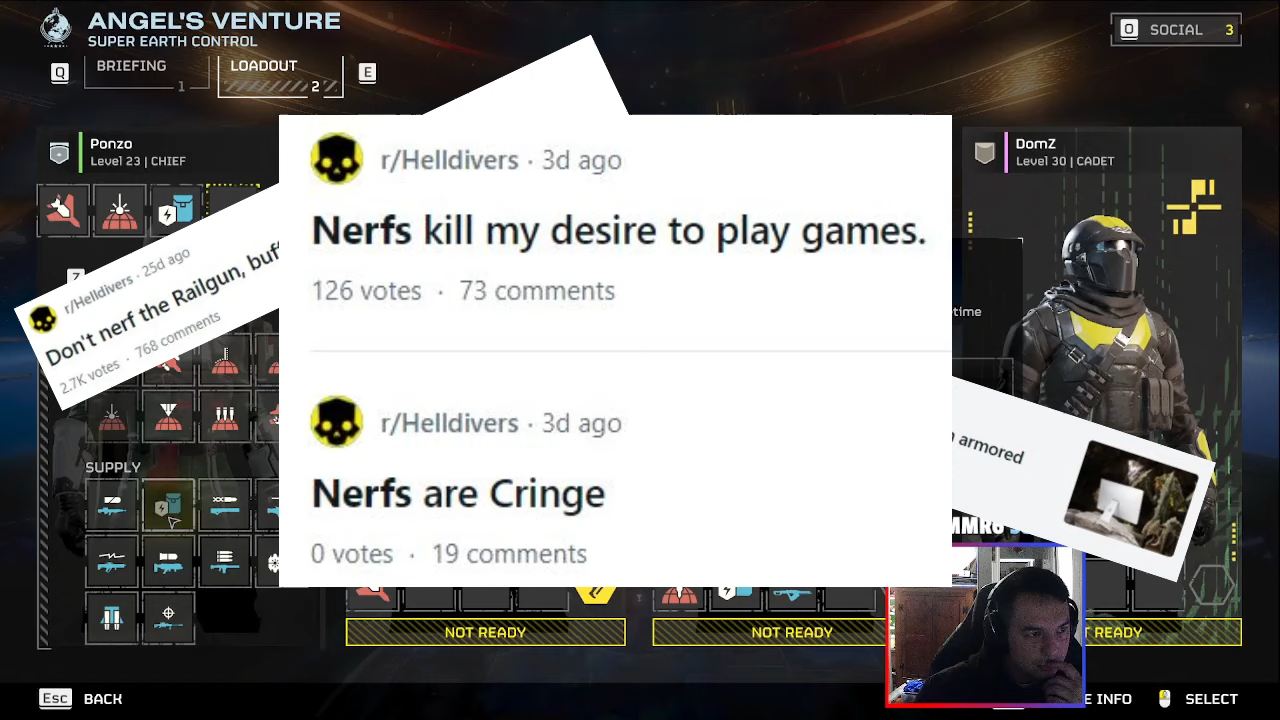 ANGEL'S VENTURE
SUPER EARTH CONTROL
O SOCIAL 3
Q BRIEFING 1 LOADOUT 2 E
Ponzo
Level 23 | CHIEF
DomZ
Level 30 | CADET
r/Helldivers · 3d ago
Nerfs kill my desire to play games.
126 votes · 73 comments
Z
r/Helldivers · 25d ago
Don't nerf the Railgun, buf
2.7K votes · 768 comments
etime
r/Helldivers · 3d ago
Nerfs are Cringe
0 votes · 19 comments
armored
SUPPLY
NOT READY
NOT READY
READY
Esc BACK
E INFO
SELECT